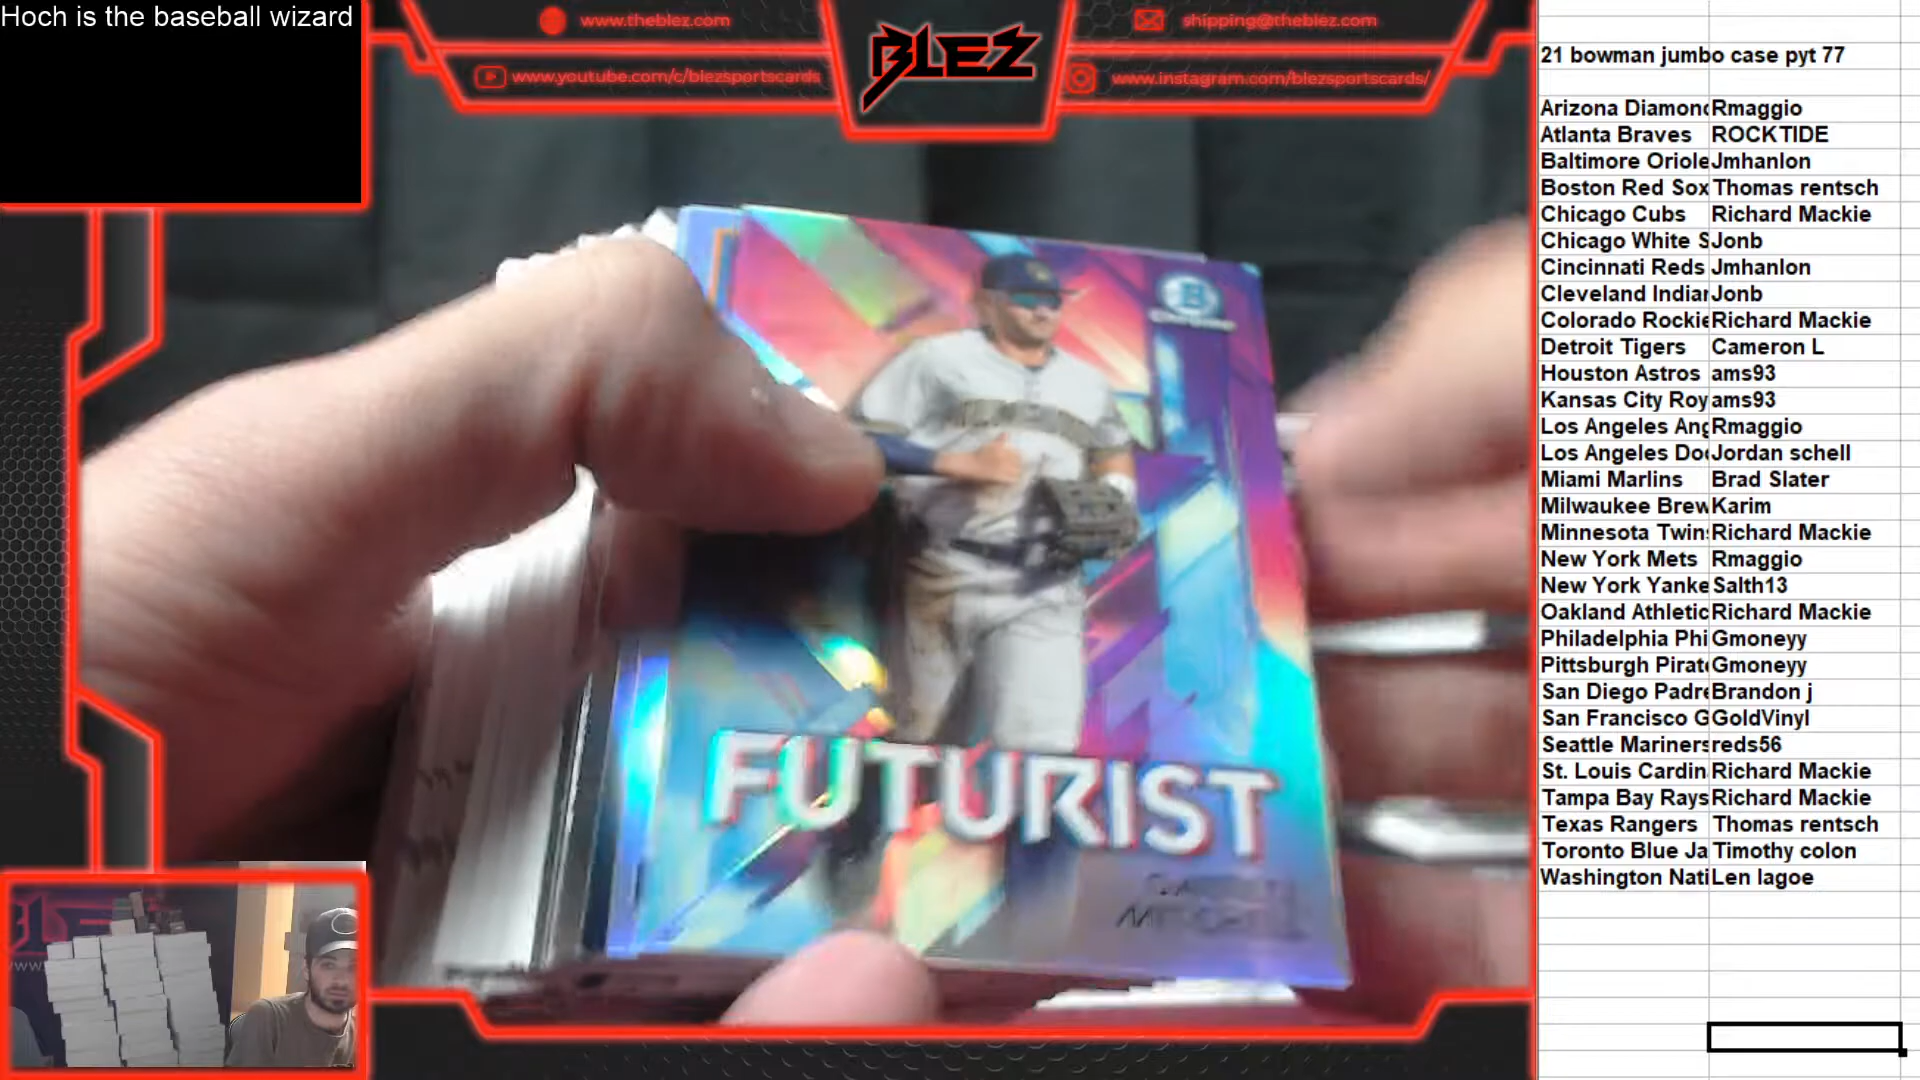 Hoch is the baseball wizard
www.theblez.com
shipping@theblez.com
BLEZ
www.youtube.com/c/blezsportscards
www.instagram.com/blezsportscards/
FUTURIST
21 bowman jumbo case pyt 77
Arizona Diamond Rmaggio
Atlanta Braves ROCKTIDE
Baltimore Oriole Jmhanlon
Boston Red Sox Thomas rentsch
Chicago Cubs Richard Mackie
Chicago White S Jonb
Cincinnati Reds Jmhanlon
Cleveland Indian Jonb
Colorado Rockie Richard Mackie
Detroit Tigers Cameron L
Houston Astros ams93
Kansas City Roy ams93
Los Angeles Ang Rmaggio
Los Angeles Do Jordan schell
Miami Marlins Brad Slater
Milwaukee Brew Karim
Minnesota Twins Richard Mackie
New York Mets Rmaggio
New York Yanke Salth13
Oakland Athletic Richard Mackie
Philadelphia Phi Gmoneyy
Pittsburgh Pirat Gmoneyy
San Diego Padre Brandon j
San Francisco G GoldVinyl
Seattle Mariners reds56
St. Louis Cardin Richard Mackie
Tampa Bay Rays Richard Mackie
Texas Rangers Thomas rentsch
Toronto Blue Ja Timothy colon
Washington Nati Len lagoe